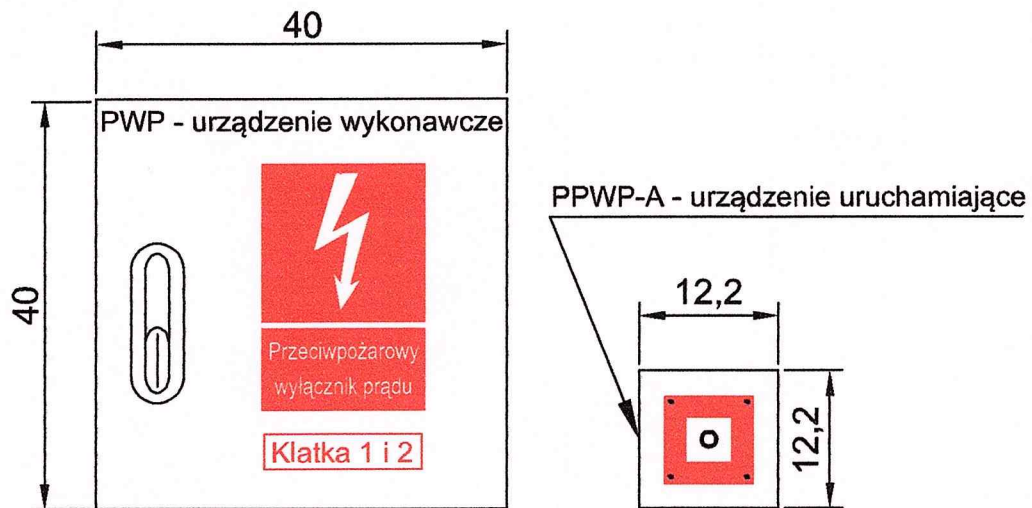 40
PWP - urządzenie wykonawcze
40
Przeciwpożarowy
wyłącznik prądu
Klatka 1 i 2
PPWP-A - urządzenie uruchamiające
12,2
12,2